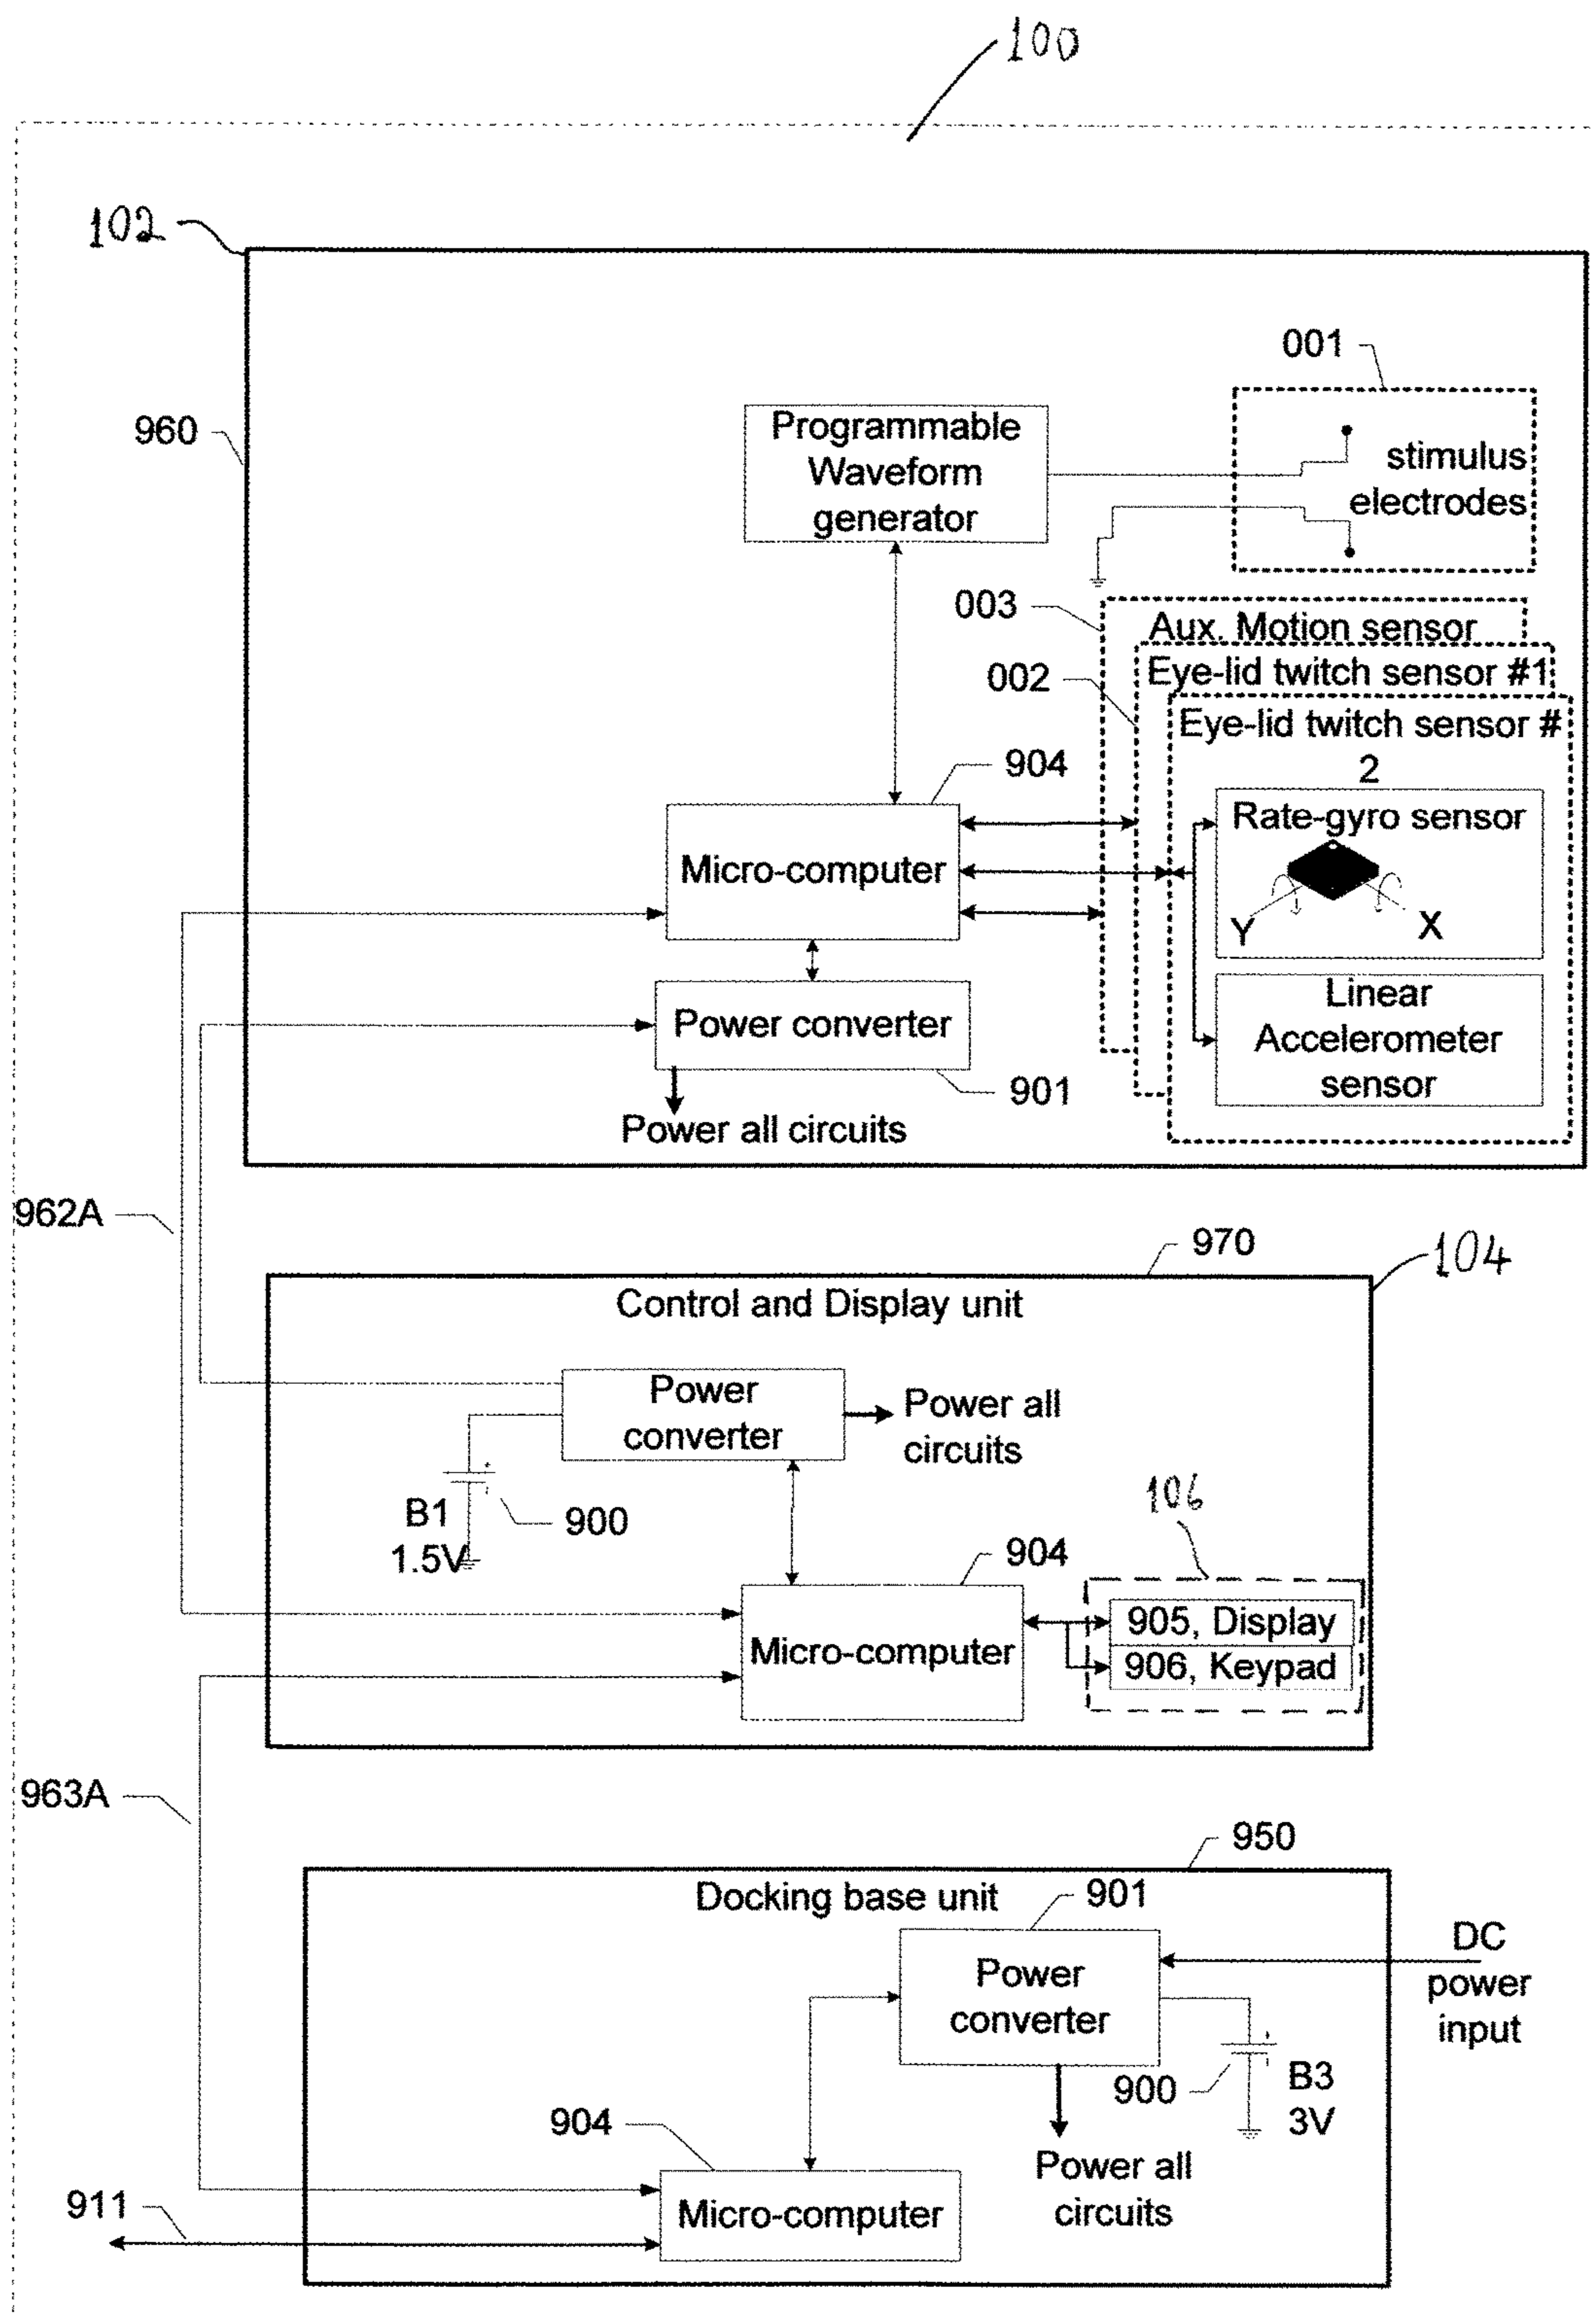 100
102
001
960
Programmable
Waveform
generator
stimulus
electrodes
003
Aux. Motion sensor
Eye-lid twitch sensor #1
002
Eye-lid twitch sensor #
2
904
Rate-gyro sensor
Micro-computer
Y
X
Linear
Accelerometer
sensor
Power converter
901
Power all circuits
962A
970
104
Control and Display unit
Power
converter
Power all
circuits
B1
1.5V
900
106
904
905, Display
Micro-computer
906, Keypad
963A
950
Docking base unit
901
DC
power
input
Power
converter
900
B3
3V
904
Power all
circuits
911
Micro-computer